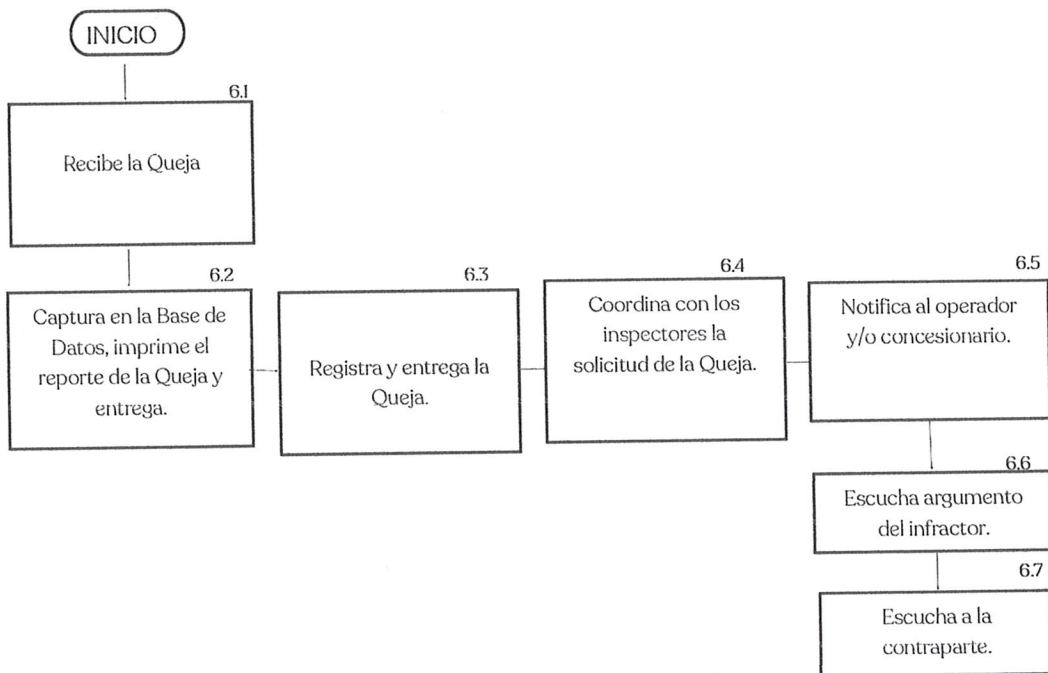 INICIO
6.1
Recibe la Queja
6.2
Captura en la Base de
Datos, imprime el
reporte de la Queja y
entrega.
6.3
Registra y entrega la
Queja.
6.4
Coordina con los
inspectores la
solicitud de la Queja.
6.5
Notifica al operador
y/o concesionario.
6.6
Escucha argumento
del infractor.
6.7
Escucha a la
contraparte.